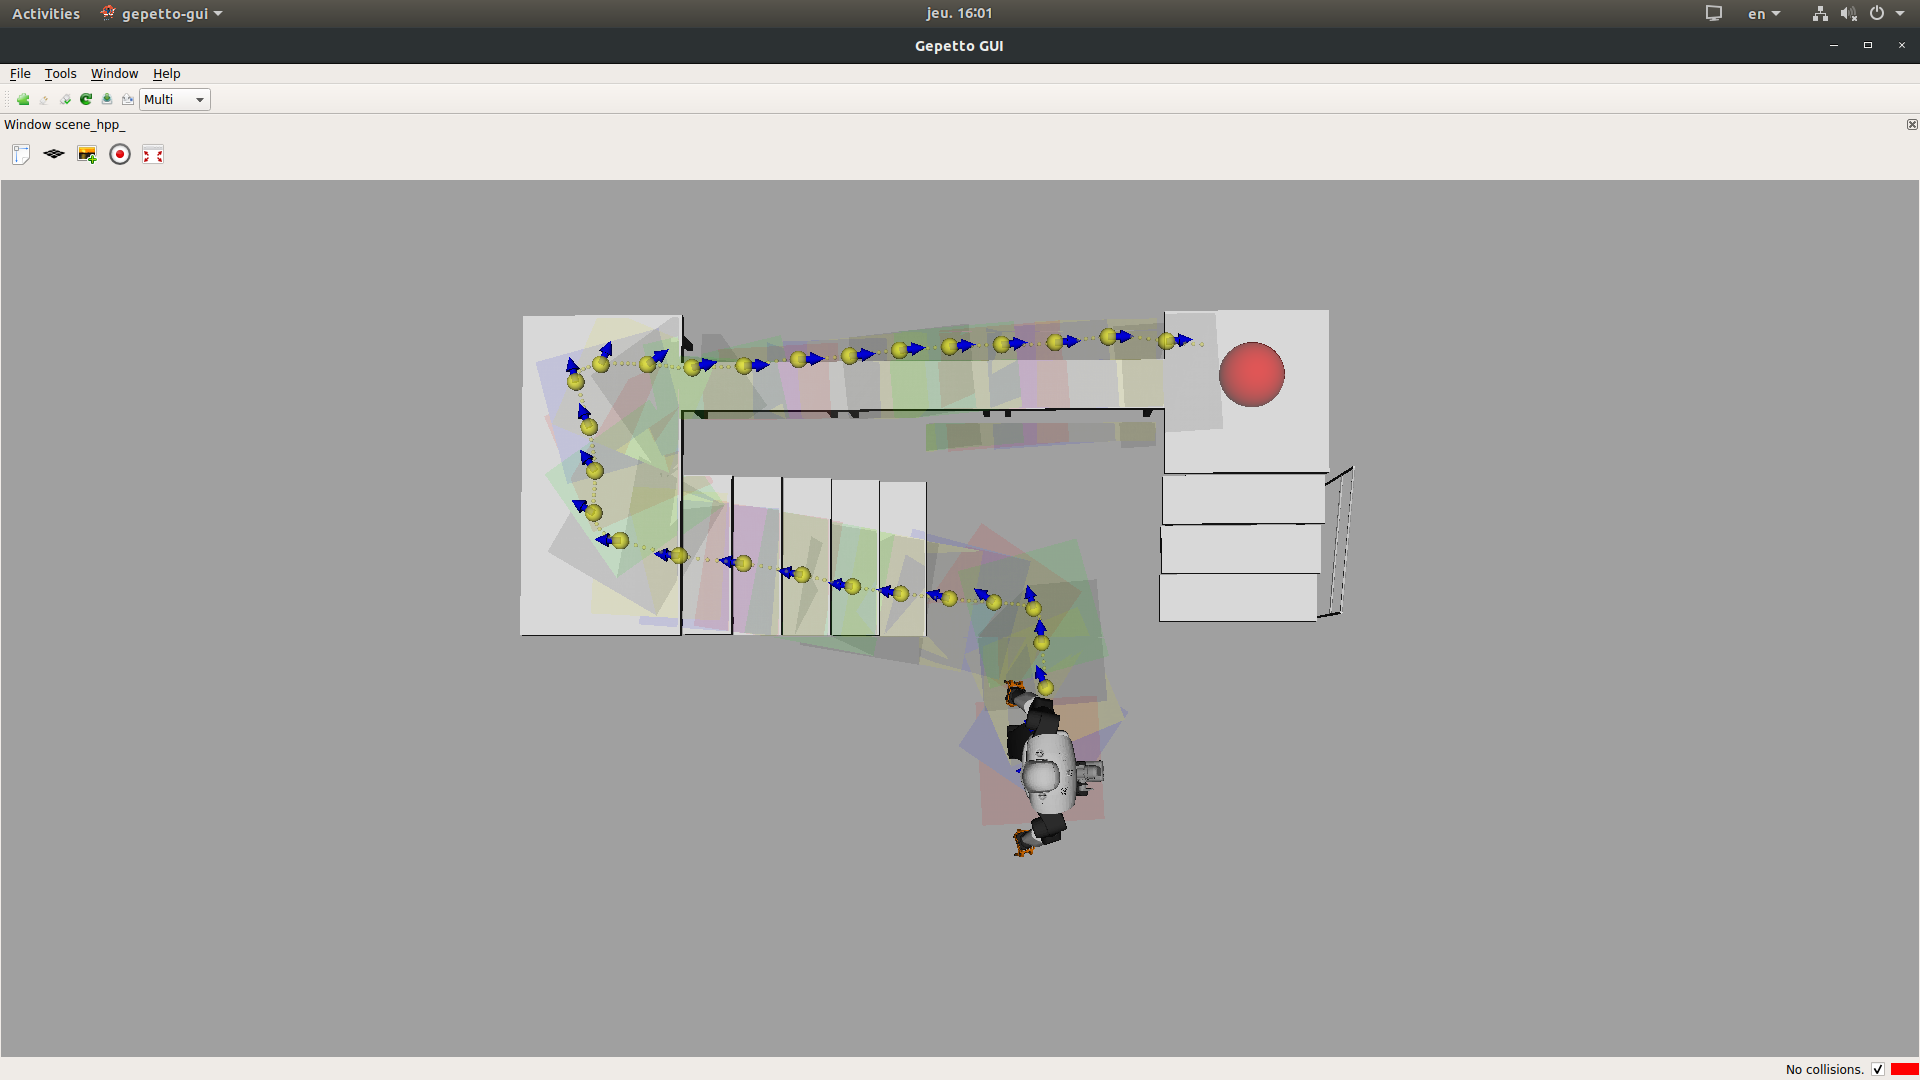 Activities gepetto-gui jeu. 16:01 en
Gepetto GUI
File Tools Window Help
Multi
Window scene_hpp_
No collisions.